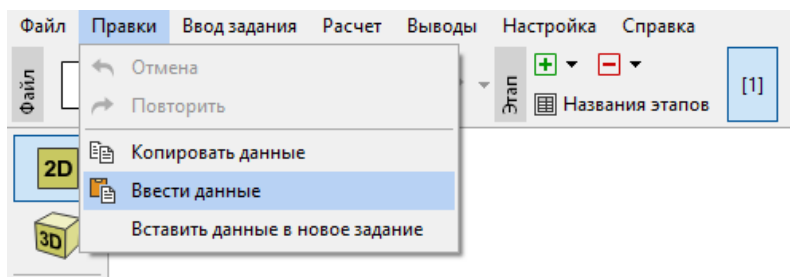 Файл Правки Ввод задания Расчет Выводы Настройка Справка
Файл
Отмена
Повторить
Копировать данные
Ввести данные
Вставить данные в новое задание
Этап
Названия этапов
[1]
2D
3D